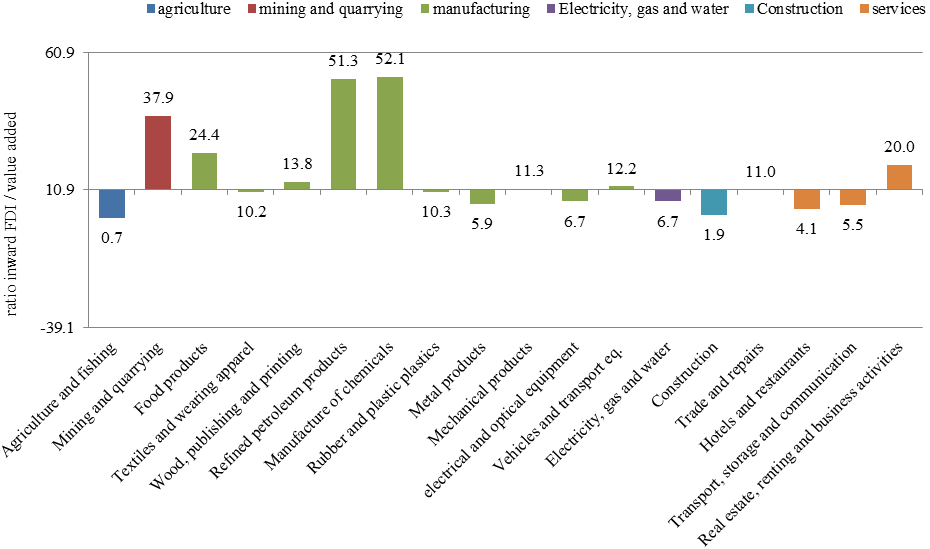 agriculture mining and quarrying manufacturing Electricity, gas and water Construction services
ratio inward FDI / value added
60.9
10.9
-39.1
0.7
37.9
24.4
10.2
13.8
51.3
52.1
10.3
5.9
11.3
6.7
12.2
6.7
1.9
11.0
4.1
5.5
20.0
Agriculture and fishing
Mining and quarrying
Food products
Textiles and wearing apparel
Wood, publishing and printing
Refined petroleum products
Manufacture of chemicals
Rubber and plastic plastics
Metal products
Mechanical products
electrical and optical equipment
Vehicles and transport eq.
Electricity, gas and water
Construction
Trade and repairs
Hotels and restaurants
Transport, storage and communication
Real estate, renting and business activities